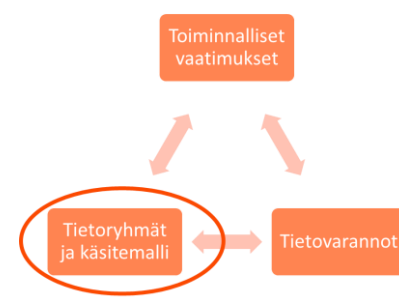 Toiminnalliset
vaatimukset
Tietoryhmät
ja käsitemalli
Tietovarannot